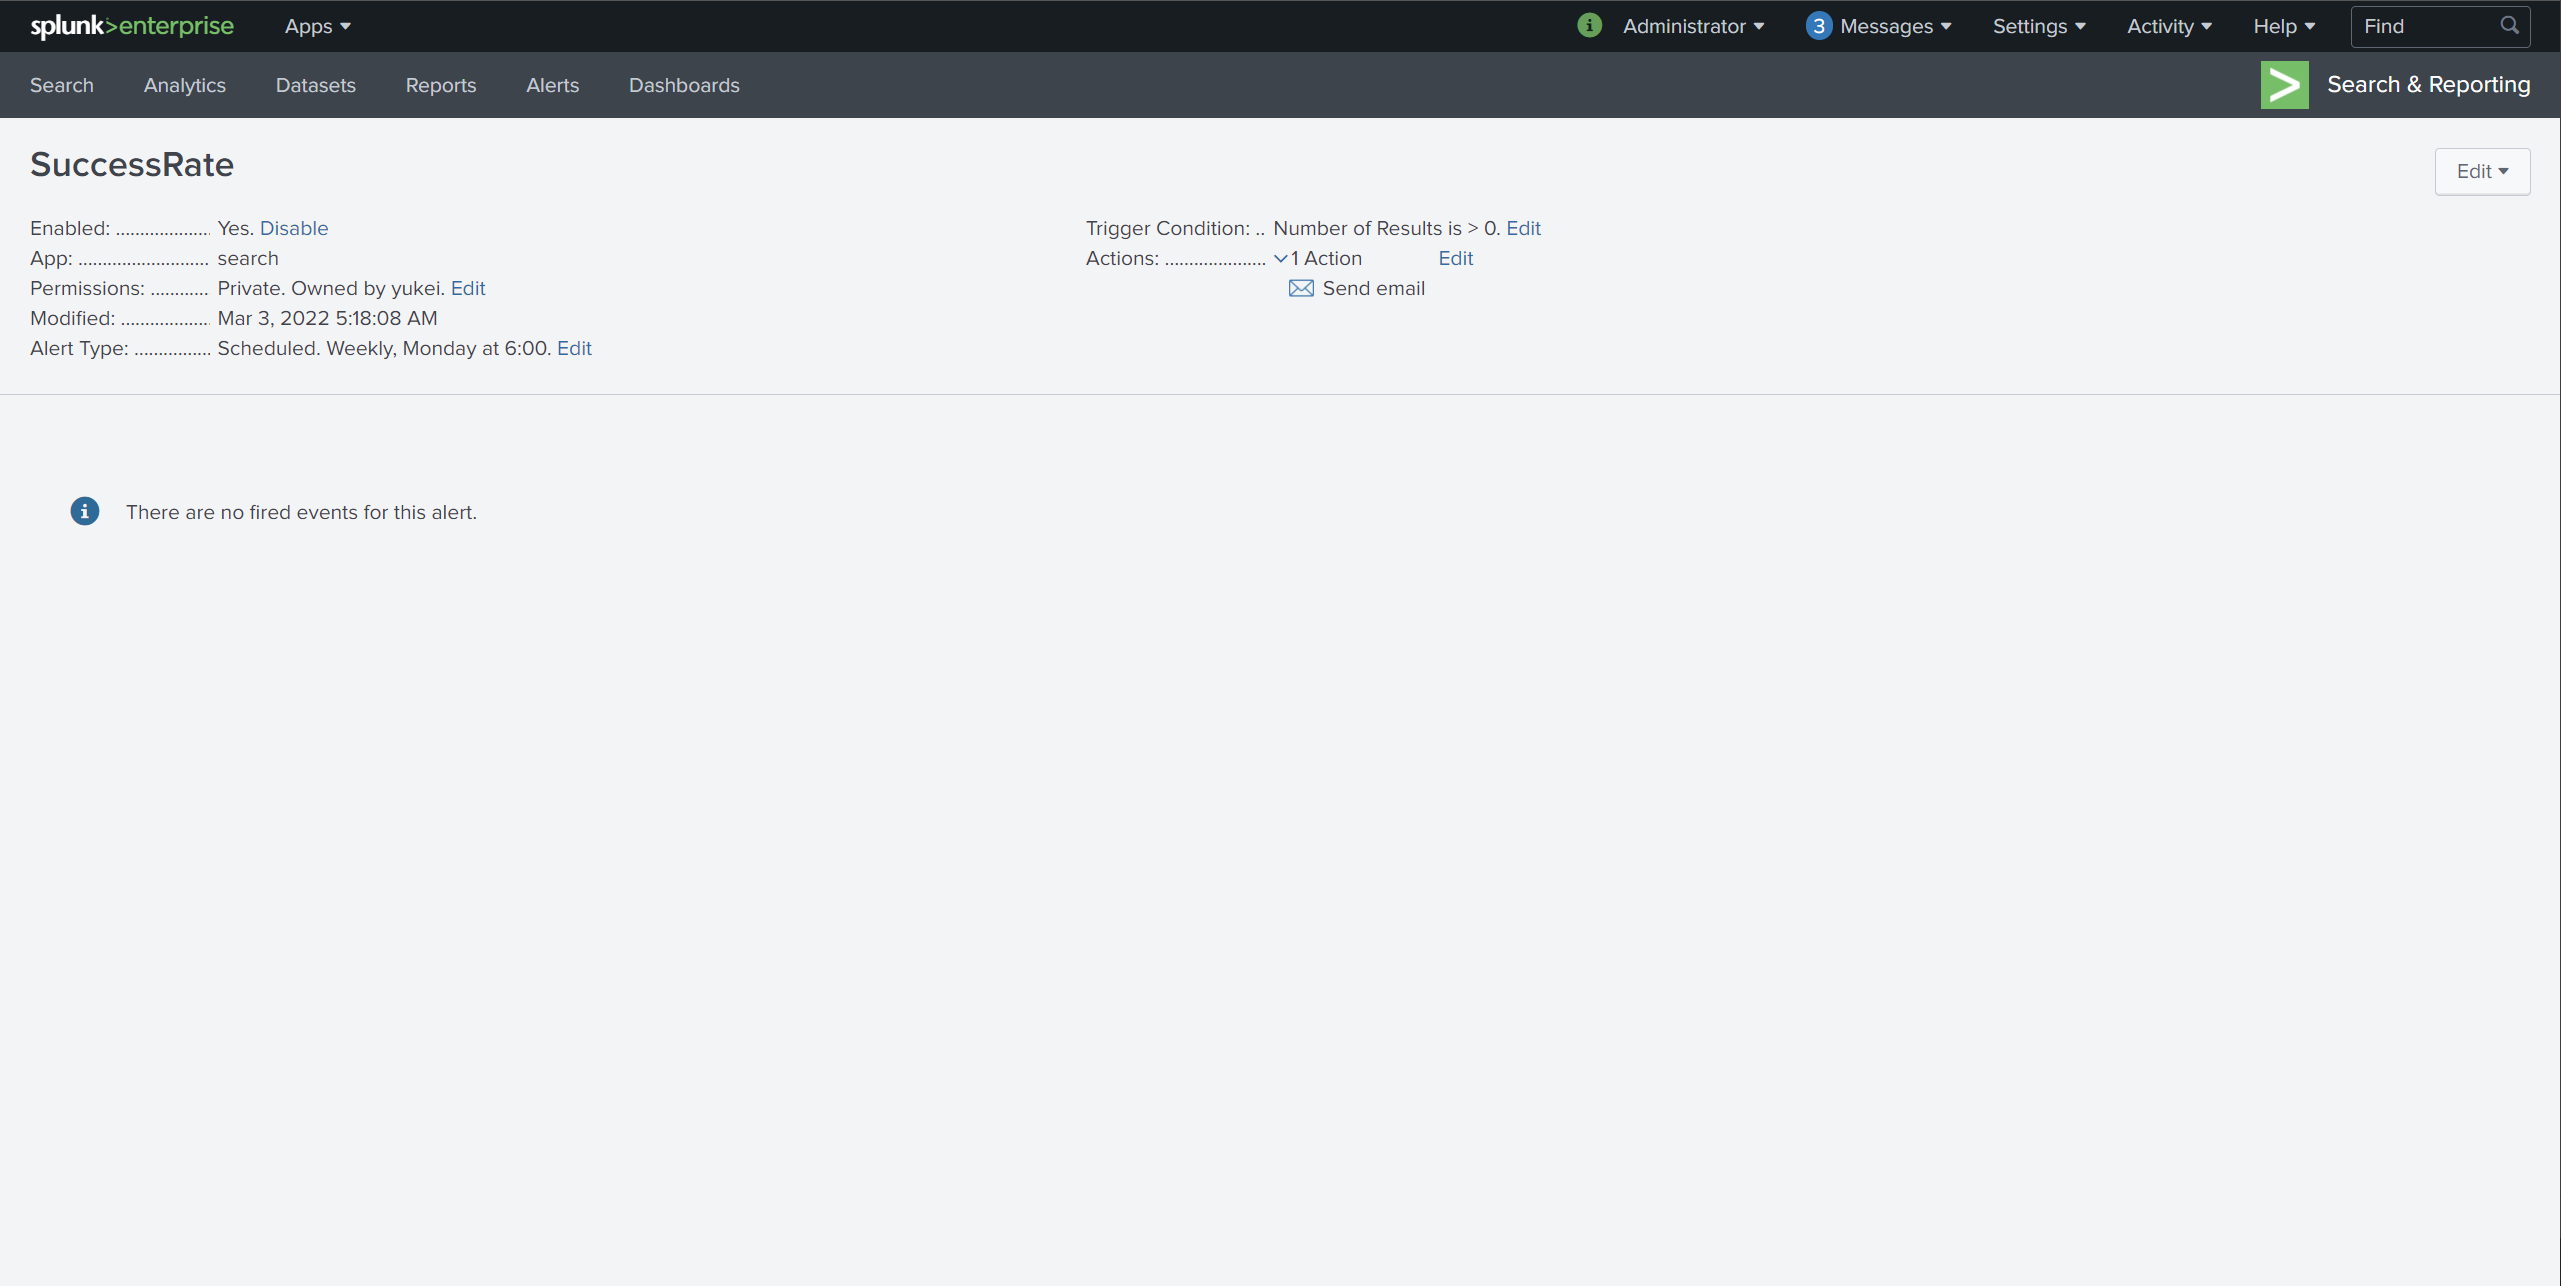 splunk>enterprise Apps Administrator 3 Messages Settings Activity Help Find
Search Analytics Datasets Reports Alerts Dashboards Search & Reporting
SuccessRate
Edit
Enabled: ................... Yes. Disable
App: ........................... search
Permissions: ............ Private. Owned by yukei. Edit
Modified: ................... Mar 3, 2022 5:18:08 AM
Alert Type: ................ Scheduled. Weekly, Monday at 6:00. Edit
Trigger Condition: .. Number of Results is > 0. Edit
Actions: ..................... 1 Action Edit
Send email
There are no fired events for this alert.